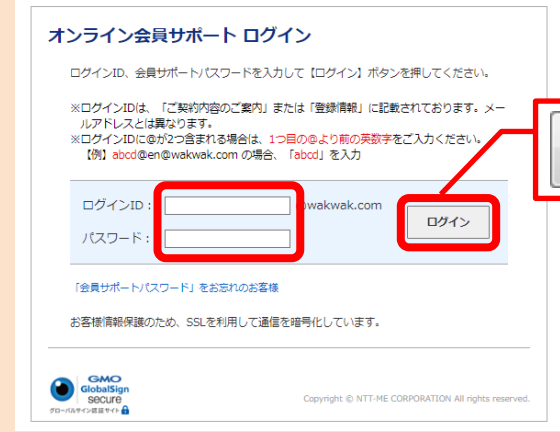 オンライン会員サポート ログイン
ログインID、会員サポートパスワードを入力して【ログイン】ボタンを押してください。
※ログインIDは、「ご契約内容のご案内」または「登録情報」に記載されております。メー
ルアドレスとは異なります。
※ログインIDに@が2つ含まれる場合は、1つ目の@より前の英数字をご入力ください。
【例】abcd@en@wakwak.com の場合、「abcd」を入力
ログインID： @wakwak.com
パスワード：
ログイン
「会員サポートパスワード」をお忘れのお客様
お客様情報保護のため、SSLを利用して通信を暗号化しています。
GMO
GlobalSign
Secure
グローバルサイン認証サイト
Copyright © NTT-ME CORPORATION All rights reserved.